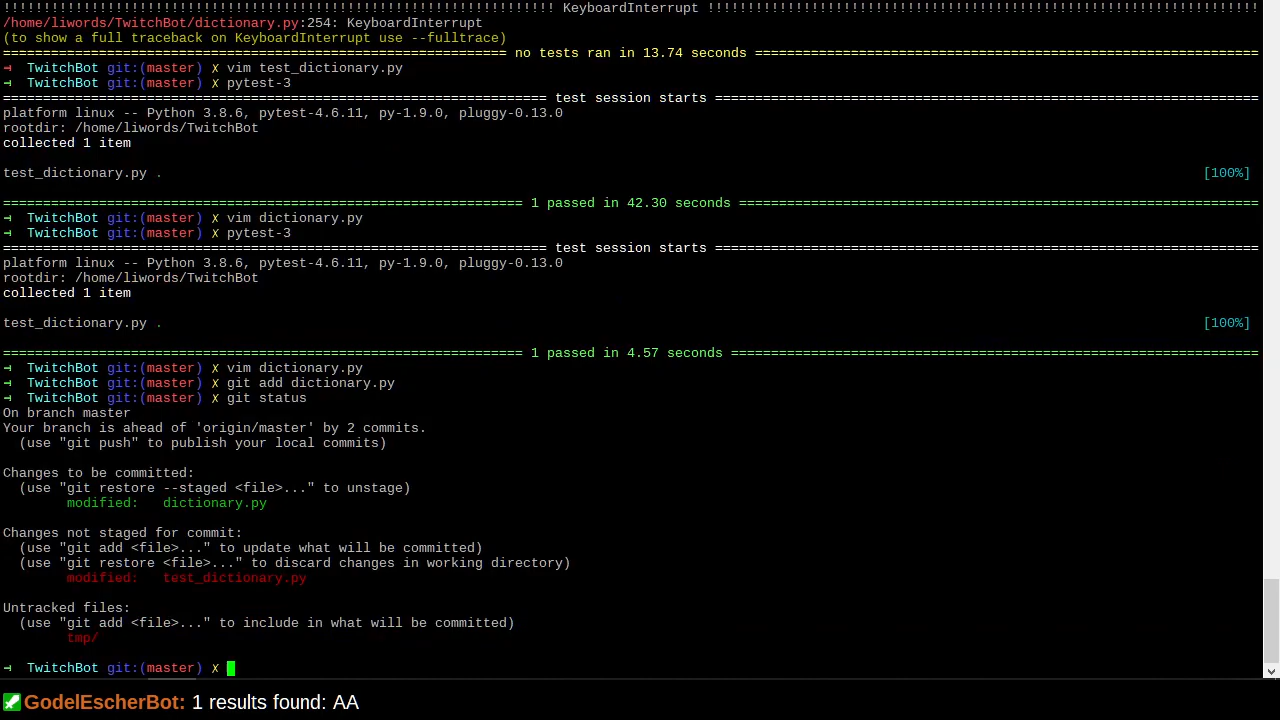 !!!!!!!!!!!!!!!!!!!!!!!!!!!!!!!!!!!!!!!!!!!!!!!!!!!!!!!!!!!!!!!!!!!!! KeyboardInterrupt !!!!!!!!!!!!!!!!!!!!!!!!!!!!!!!!!!!!!!!!!!!!!!!!!!!!!!!!!!!!!!!!!!!!!
/home/liwords/TwitchBot/dictionary.py:254: KeyboardInterrupt
(to show a full traceback on KeyboardInterrupt use --fulltrace)
=============================================================== no tests ran in 13.74 seconds ===============================================================
→ TwitchBot git:(master) ✗ vim test_dictionary.py
→ TwitchBot git:(master) ✗ pytest-3
==================================================================== test session starts ====================================================================
platform linux -- Python 3.8.6, pytest-4.6.11, py-1.9.0, pluggy-0.13.0
rootdir: /home/liwords/TwitchBot
collected 1 item
test_dictionary.py . [100%]
================================================================= 1 passed in 42.30 seconds =================================================================
→ TwitchBot git:(master) ✗ vim dictionary.py
→ TwitchBot git:(master) ✗ pytest-3
==================================================================== test session starts ====================================================================
platform linux -- Python 3.8.6, pytest-4.6.11, py-1.9.0, pluggy-0.13.0
rootdir: /home/liwords/TwitchBot
collected 1 item
test_dictionary.py . [100%]
================================================================= 1 passed in 4.57 seconds ==================================================================
→ TwitchBot git:(master) ✗ vim dictionary.py
→ TwitchBot git:(master) ✗ git add dictionary.py
→ TwitchBot git:(master) ✗ git status
On branch master
Your branch is ahead of 'origin/master' by 2 commits.
(use "git push" to publish your local commits)
Changes to be committed:
(use "git restore --staged <file>..." to unstage)
modified: dictionary.py
Changes not staged for commit:
(use "git add <file>..." to update what will be committed)
(use "git restore <file>..." to discard changes in working directory)
modified: test_dictionary.py
Untracked files:
(use "git add <file>..." to include in what will be committed)
tmp/
→ TwitchBot git:(master) ✗
GodelEscherBot: 1 results found: AA